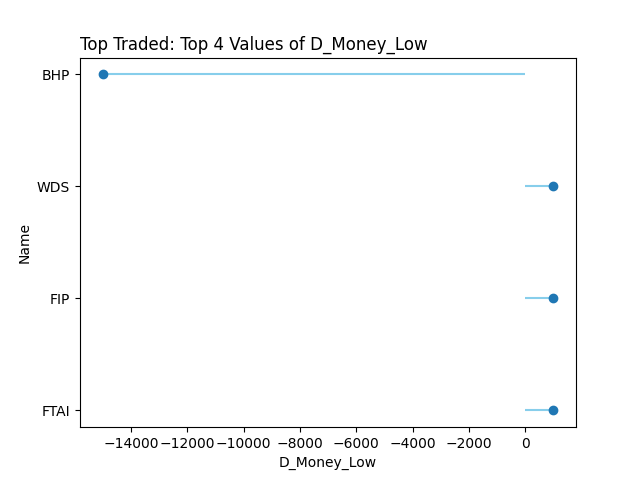 Top Traded: Top 4 Values of D_Money_Low
BHP
WDS
FIP
FTAI
Name
−14000 −12000 −10000 −8000 −6000 −4000 −2000 0
D_Money_Low